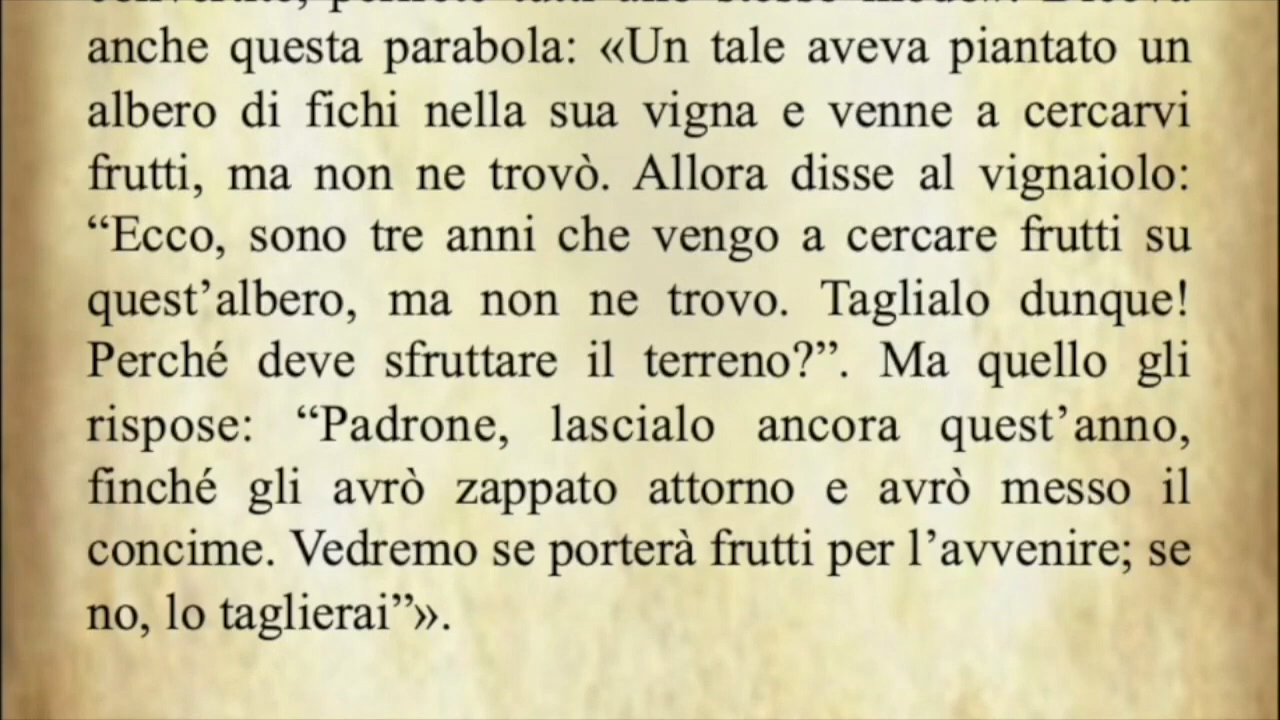 anche questa parabola: «Un tale aveva piantato un
albero di fichi nella sua vigna e venne a cercarvi
frutti, ma non ne trovò. Allora disse al vignaiolo:
“Ecco, sono tre anni che vengo a cercare frutti su
quest’albero, ma non ne trovo. Taglialo dunque!
Perché deve sfruttare il terreno?”. Ma quello gli
rispose: “Padrone, lascialo ancora quest’anno,
finché gli avrò zappato attorno e avrò messo il
concime. Vedremo se porterà frutti per l’avvenire; se
no, lo taglierai”».